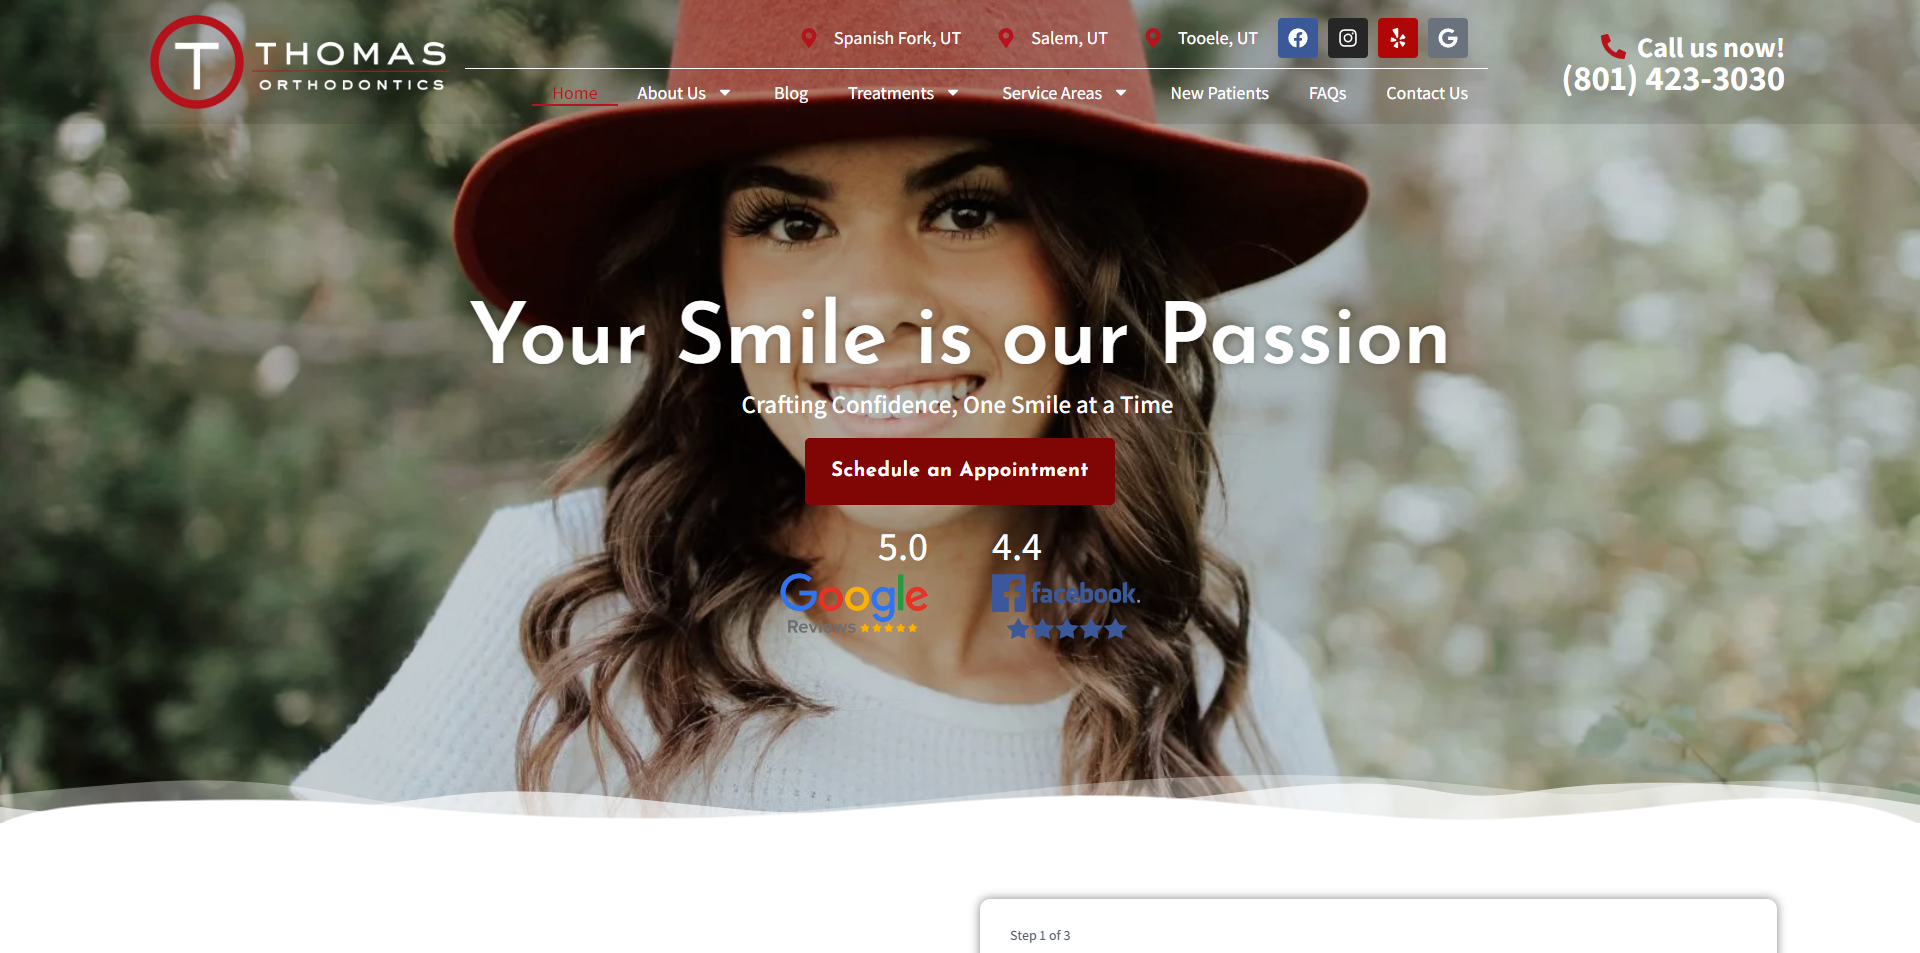 T THOMAS
ORTHODONTICS
Spanish Fork, UT
Salem, UT
Tooele, UT
Call us now!
(801) 423-3030
Home
About Us
Blog
Treatments
Service Areas
New Patients
FAQs
Contact Us
Your Smile is our Passion
Crafting Confidence, One Smile at a Time
Schedule an Appointment
5.0
Google
Reviews
4.4
facebook.
Step 1 of 3